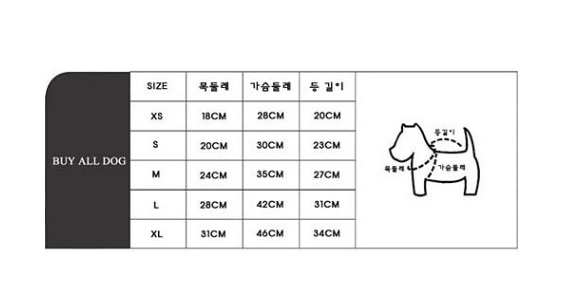 SIZE 목둘레 가슴둘레 등 길이
XS 18CM 28CM 20CM
S 20CM 30CM 23CM
BUY ALL DOG
M 24CM 35CM 27CM
L 28CM 42CM 31CM
XL 31CM 46CM 34CM
등길이
목둘레
가슴둘레